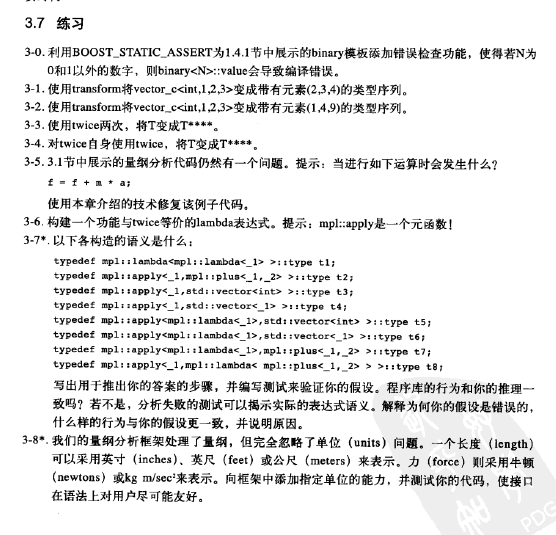 3.7 练习
3-0. 利用BOOST_STATIC_ASSERT为1.4.1节中展示的binary模板添加错误检查功能，使得若N为
0和1以外的数字，则binary<N>::value会导致编译错误。
3-1. 使用transform将vector_c<int,1,2,3>变成带有元素(2,3,4)的类型序列。
3-2. 使用transform将vector_c<int,1,2,3>变成带有元素(1,4,9)的类型序列。
3-3. 使用twice两次，将T变成T****。
3-4. 对twice自身使用twice，将T变成T****。
3-5. 3.1节中展示的量纲分析代码仍然有一个问题。提示：当进行如下运算时会发生什么？
f = f + m * a;
使用本章介绍的技术修复该例子代码。
3-6. 构建一个功能与twice等价的lambda表达式。提示：mpl::apply是一个元函数！
3-7*. 以下各构造的语义是什么：
typedef mpl::lambda<mpl::lambda<_1> >::type t1;
typedef mpl::apply<_1,mpl::plus<_1,_2> >::type t2;
typedef mpl::apply<_1,std::vector<int> >::type t3;
typedef mpl::apply<_1,std::vector<_1> >::type t4;
typedef mpl::apply<mpl::lambda<_1>,std::vector<int> >::type t5;
typedef mpl::apply<mpl::lambda<_1>,std::vector<_1> >::type t6;
typedef mpl::apply<mpl::lambda<_1>,mpl::plus<_1,_2> >::type t7;
typedef mpl::apply<_1,mpl::lambda< mpl::plus<_1,_2> > >::type t8;
写出用于推出你的答案的步骤，并编写测试来验证你的假设。程序库的行为和你的推理一
致吗？若不是，分析失败的测试可以揭示实际的表达式语义。解释为何你的假设是错误的，
什么样的行为与你的假设更一致，并说明原因。
3-8*. 我们的量纲分析框架处理了量纲，但完全忽略了单位（units）问题。一个长度（length）
可以采用英寸（inches）、英尺（feet）或公尺（meters）来表示。力（force）则采用牛顿
（newtons）或kg m/sec²来表示。向框架中添加指定单位的能力，并测试你的代码，使接口
在语法上对用户尽可能友好。
PDG